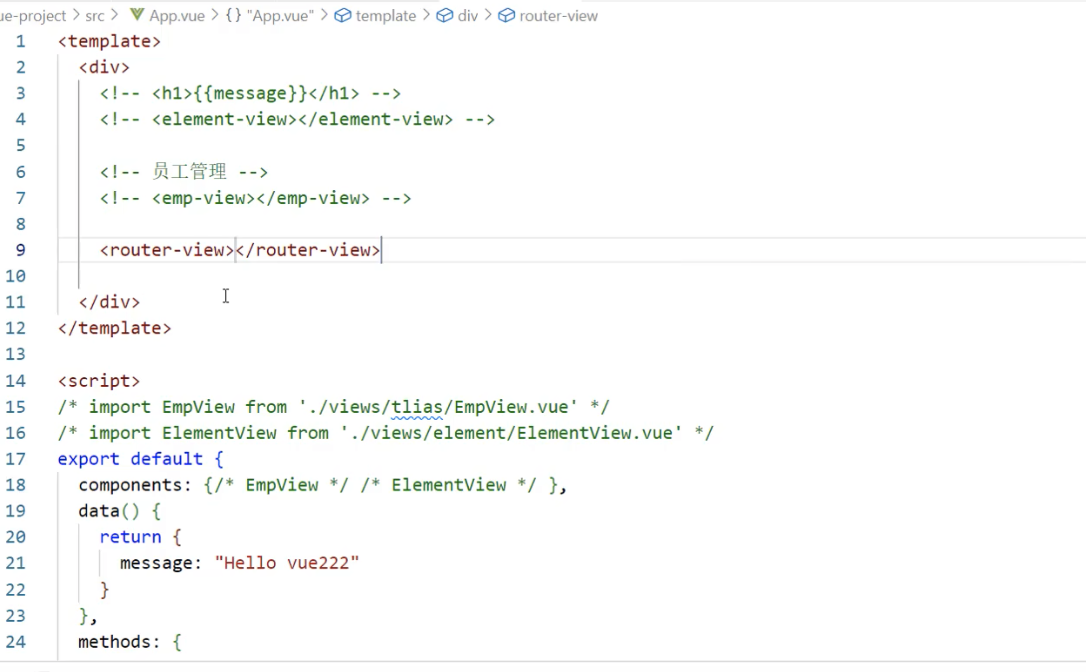 ue-project > src > App.vue > {} "App.vue" > template > div > router-view
1 <template>
2 <div>
3 <!-- <h1>{{message}}</h1> -->
4 <!-- <element-view></element-view> -->
5
6 <!-- 员工管理 -->
7 <!-- <emp-view></emp-view> -->
8
9 <router-view></router-view>
10
11 </div>
12 </template>
13
14 <script>
15 /* import EmpView from './views/tlias/EmpView.vue' */
16 /* import ElementView from './views/element/ElementView.vue' */
17 export default {
18 components: {/* EmpView */ /* ElementView */ },
19 data() {
20 return {
21 message: "Hello vue222"
22 }
23 },
24 methods: {